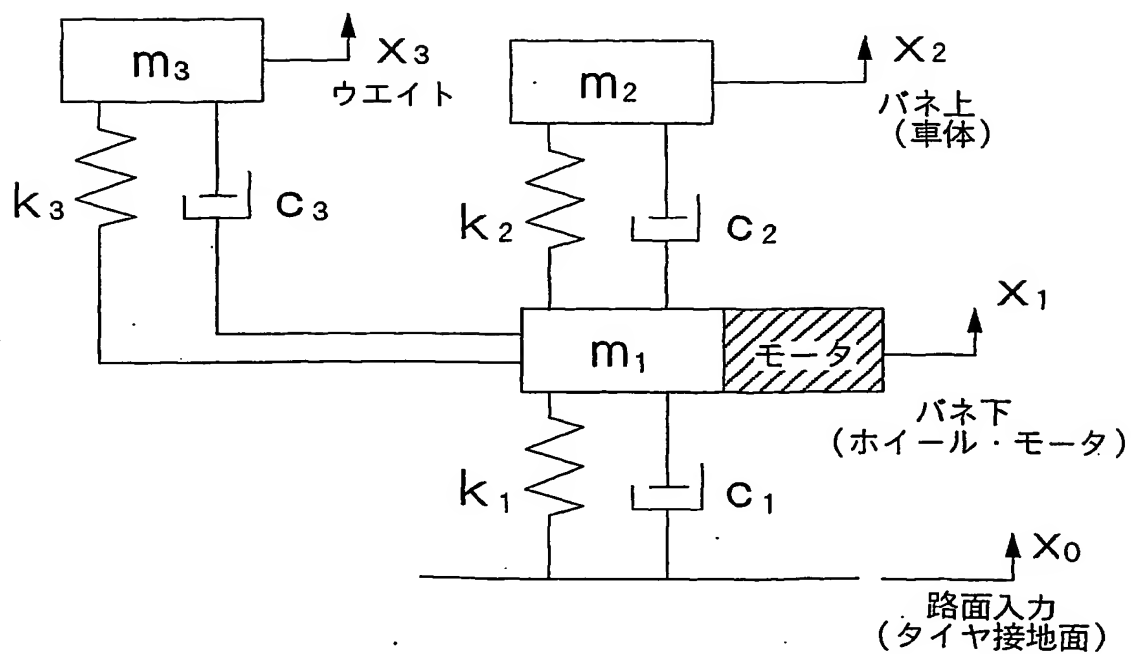 m₃
x₃
ウエイト
k₃
c₃
m₂
x₂
バネ上
(車体)
k₂
c₂
m₁
モータ
x₁
バネ下
(ホイール・モータ)
k₁
c₁
x₀
路面入力
(タイヤ接地面)